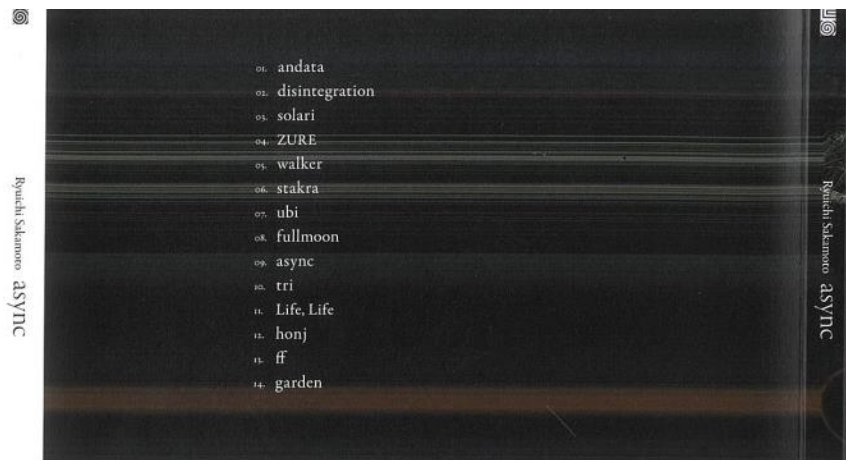 Ryuichi Sakamoto async
01. andata
02. disintegration
03. solari
04. ZURE
05. walker
06. stakra
07. ubi
08. fullmoon
09. async
10. tri
11. Life, Life
12. honj
13. ff
14. garden
Ryuichi Sakamoto async